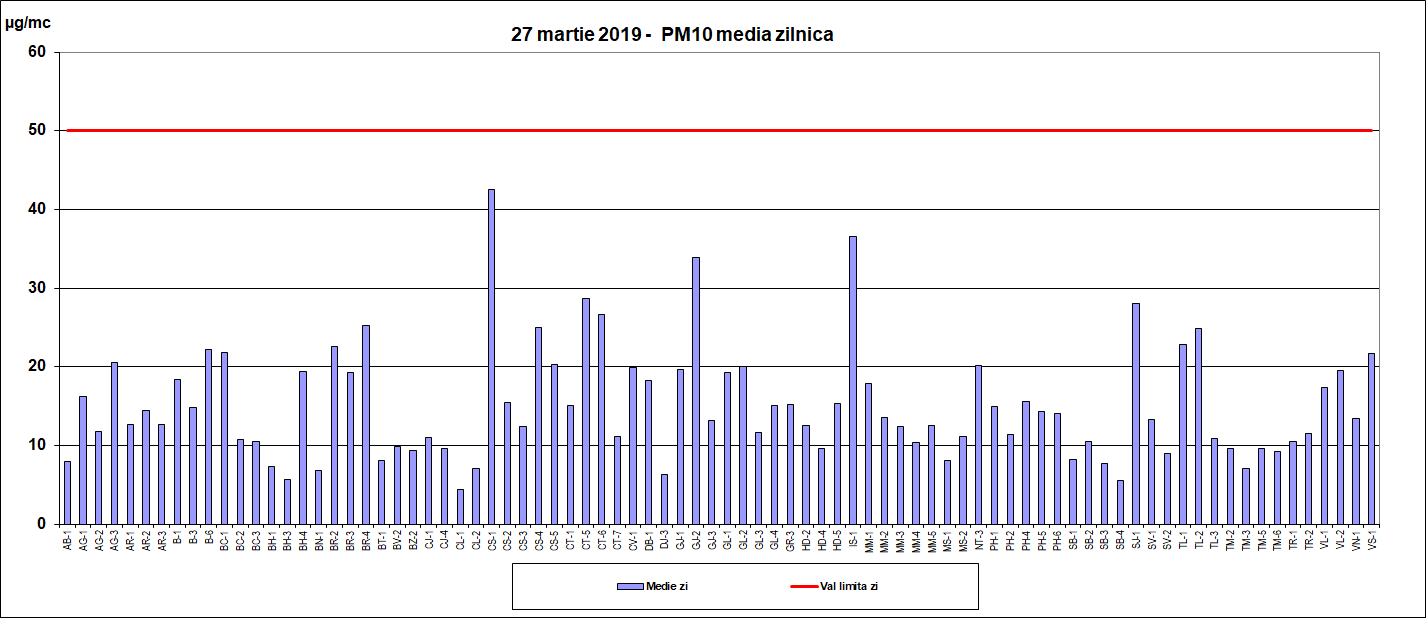 µg/mc
27 martie 2019 - PM10 media zilnica
60
50
40
30
20
10
0
AB-1 AG-1 AG-2 AG-3 AR-1 AR-2 AR-3 B-1 B-3 B-6 BC-1 BC-2 BC-3 BH-1 BH-3 BH-4 BN-1 BR-2 BR-3 BR-4 BT-1 BV-2 BZ-2 CJ-1 CJ-4 CL-1 CL-2 CS-1 CS-2 CS-3 CS-4 CS-5 CT-1 CT-5 CT-6 CT-7 CV-1 DB-1 DJ-3 GJ-1 GJ-2 GJ-3 GL-1 GL-2 GL-3 GL-4 GR-3 HD-2 HD-4 HD-5 IS-1 MM-1 MM-2 MM-3 MM-4 MM-5 MS-1 MS-2 NT-3 PH-1 PH-2 PH-4 PH-5 PH-6 SB-1 SB-2 SB-3 SB-4 SJ-1 SV-1 SV-2 TL-1 TL-2 TL-3 TM-2 TM-3 TM-5 TM-6 TR-1 TR-2 VL-1 VL-2 VN-1 VS-1
Medie zi Val limita zi